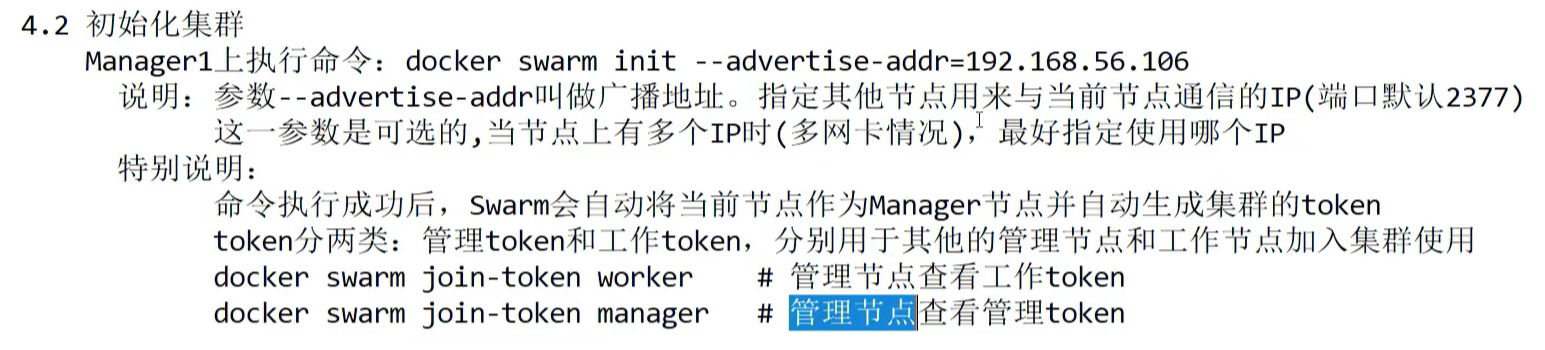 4.2 初始化集群
Manager1上执行命令：docker swarm init --advertise-addr=192.168.56.106
说明：参数--advertise-addr叫做广播地址。指定其他节点用来与当前节点通信的IP(端口默认2377)
这一参数是可选的,当节点上有多个IP时(多网卡情况)，最好指定使用哪个IP
特别说明：
命令执行成功后，Swarm会自动将当前节点作为Manager节点并自动生成集群的token
token分两类：管理token和工作token，分别用于其他的管理节点和工作节点加入集群使用
docker swarm join-token worker    # 管理节点查看工作token
docker swarm join-token manager   # 管理节点查看管理token